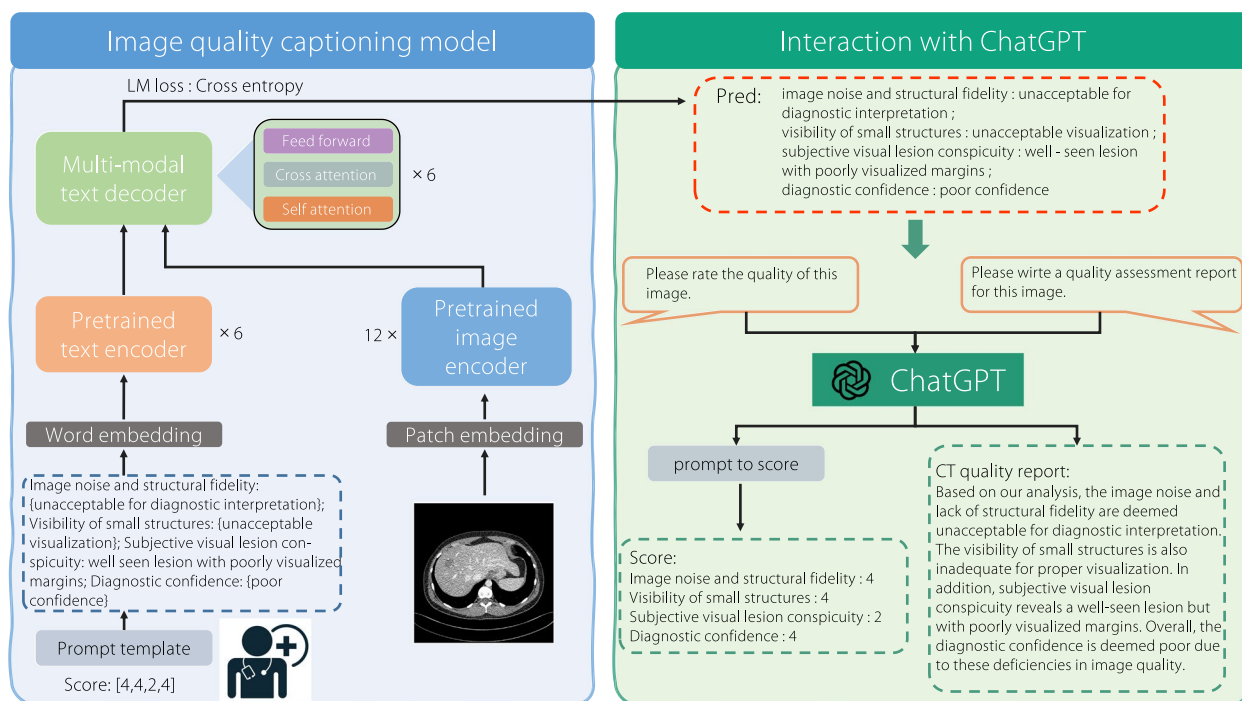 Image quality captioning model
LM loss : Cross entropy
Multi-modal
text decoder
Feed forward
Cross attention
Self attention
× 6
Pretrained
text encoder
× 6
12 ×
Pretrained
image
encoder
Word embedding
Patch embedding
Image noise and structural fidelity:
{unacceptable for diagnostic interpretation};
Visibility of small structures: {unacceptable
visualization}; Subjective visual lesion con-
spicuity: well seen lesion with poorly visualized
margins; Diagnostic confidence: {poor
confidence}
Prompt template
Score: [4,4,2,4]
Interaction with ChatGPT
Pred:
image noise and structural fidelity : unacceptable for
diagnostic interpretation ;
visibility of small structures : unacceptable visualization ;
subjective visual lesion conspicuity : well - seen lesion
with poorly visualized margins ;
diagnostic confidence : poor confidence
Please rate the quality of this
image.
Please wirte a quality assessment report
for this image.
ChatGPT
prompt to score
Score:
Image noise and structural fidelity : 4
Visibility of small structures : 4
Subjective visual lesion conspicuity : 2
Diagnostic confidence : 4
CT quality report:
Based on our analysis, the image noise and
lack of structural fidelity are deemed
unacceptable for diagnostic interpretation.
The visibility of small structures is also
inadequate for proper visualization. In
addition, subjective visual lesion
conspicuity reveals a well-seen lesion but
with poorly visualized margins. Overall, the
diagnostic confidence is deemed poor due
to these deficiencies in image quality.